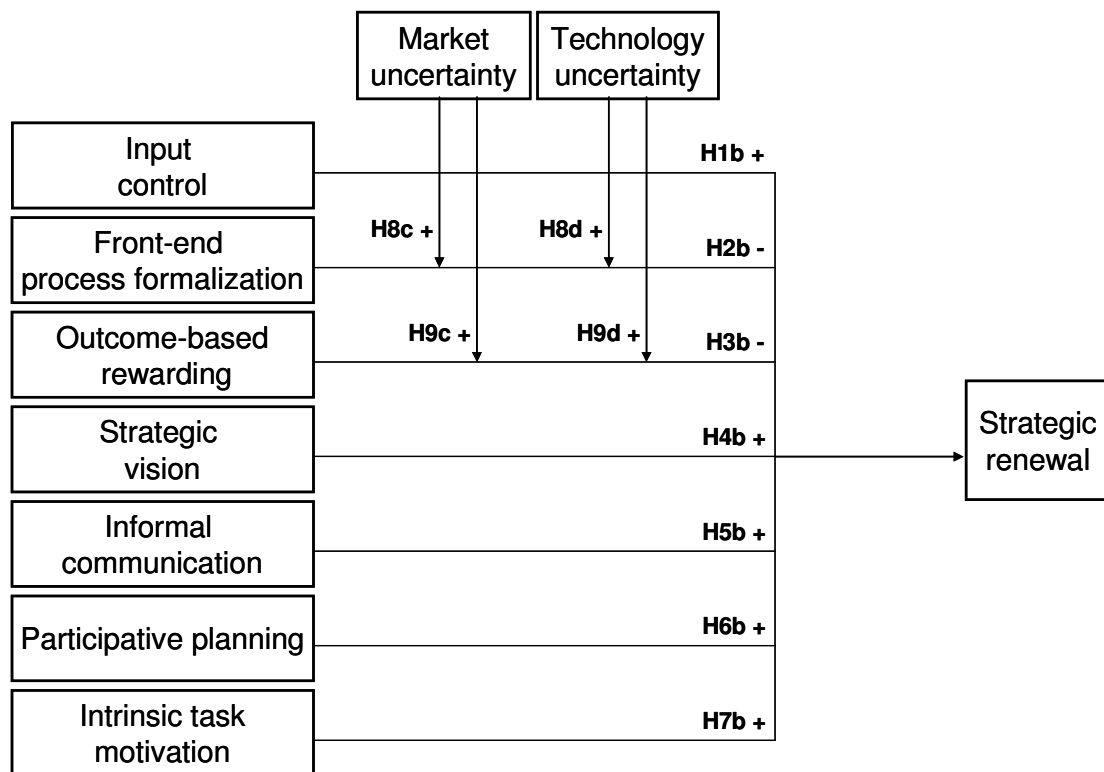 Market
uncertainty
Technology
uncertainty
Input
control
H1b +
Front-end
process formalization
H8c +
H8d +
H2b -
Outcome-based
rewarding
H9c +
H9d +
H3b -
Strategic
vision
H4b +
Strategic
renewal
Informal
communication
H5b +
Participative planning
H6b +
Intrinsic task
motivation
H7b +